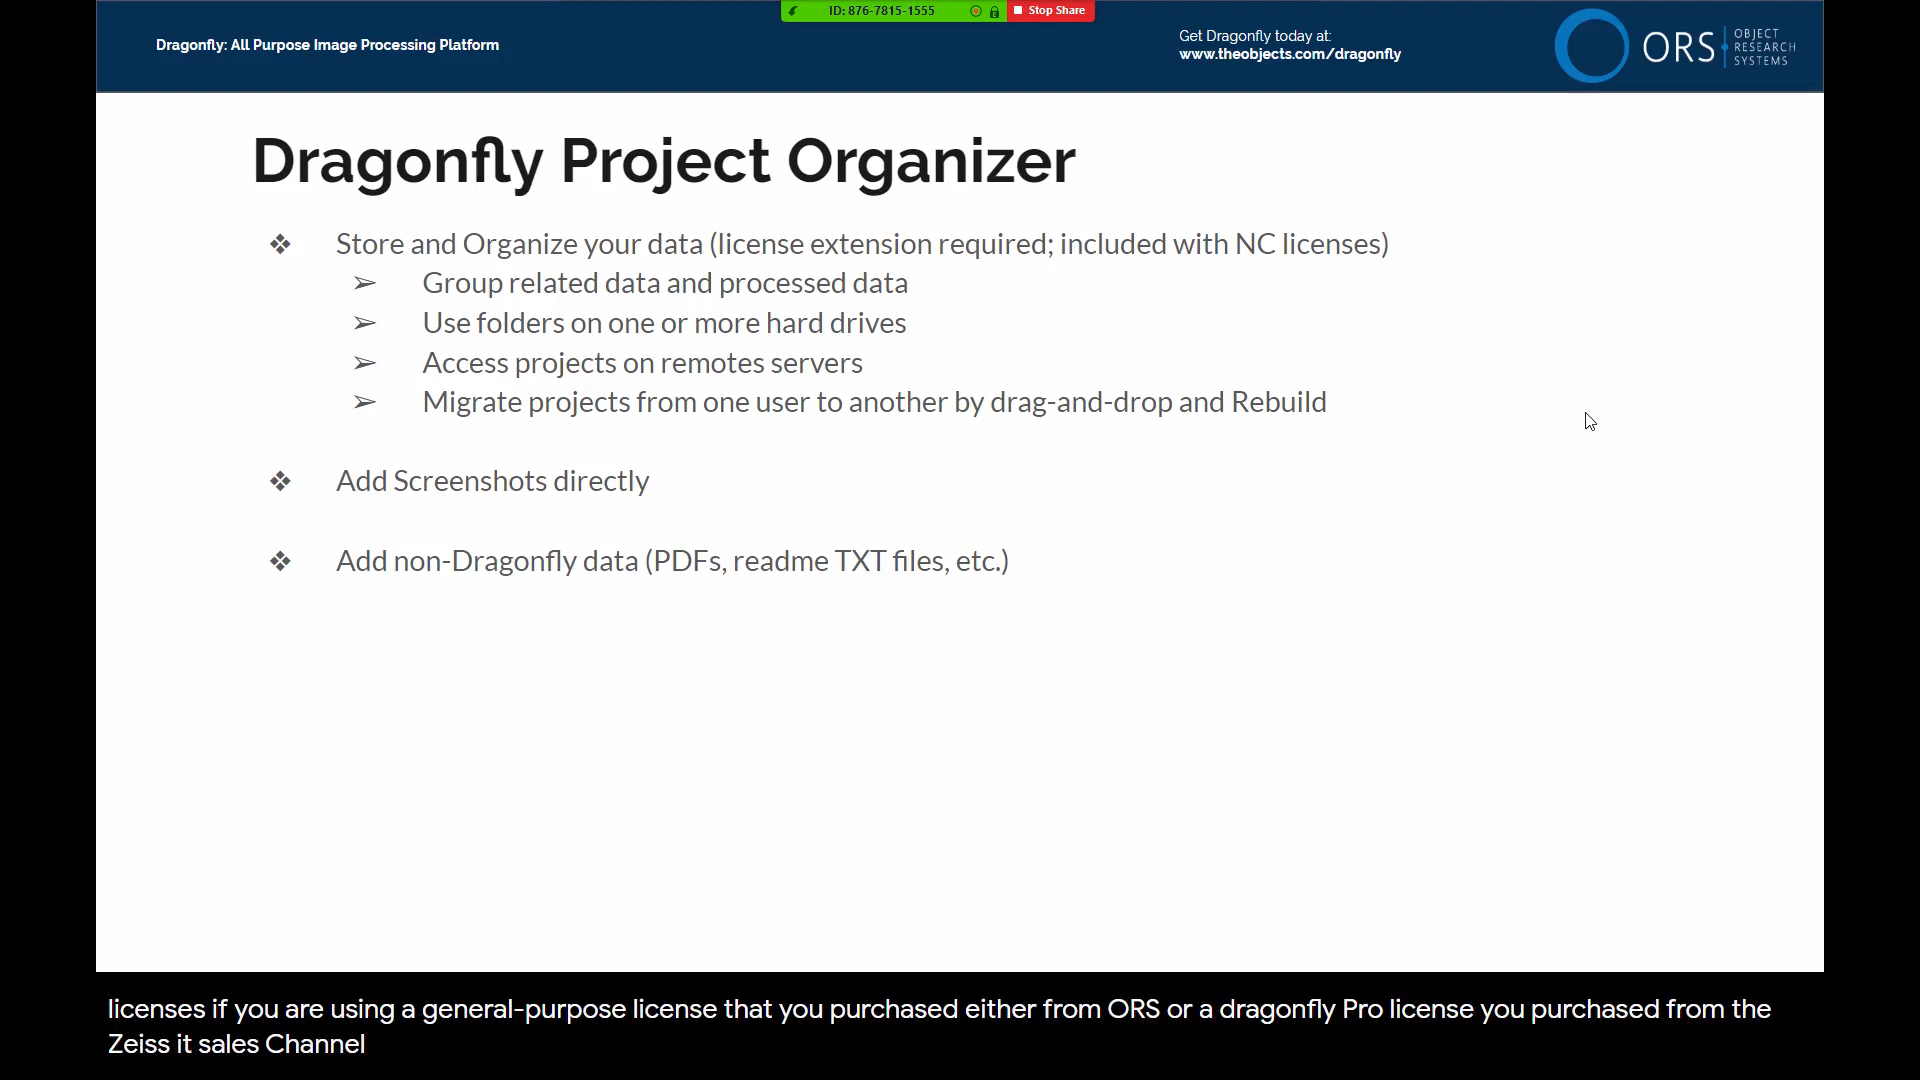 ID: 876-7815-1555
Stop Share
Dragonfly: All Purpose Image Processing Platform
Get Dragonfly today at:
www.theobjects.com/dragonfly
ORS
OBJECT
RESEARCH
SYSTEMS
Dragonfly Project Organizer
❖ Store and Organize your data (license extension required; included with NC licenses)
➢ Group related data and processed data
➢ Use folders on one or more hard drives
➢ Access projects on remotes servers
➢ Migrate projects from one user to another by drag-and-drop and Rebuild
❖ Add Screenshots directly
❖ Add non-Dragonfly data (PDFs, readme TXT files, etc.)
licenses if you are using a general-purpose license that you purchased either from ORS or a dragonfly Pro license you purchased from the
Zeiss it sales Channel